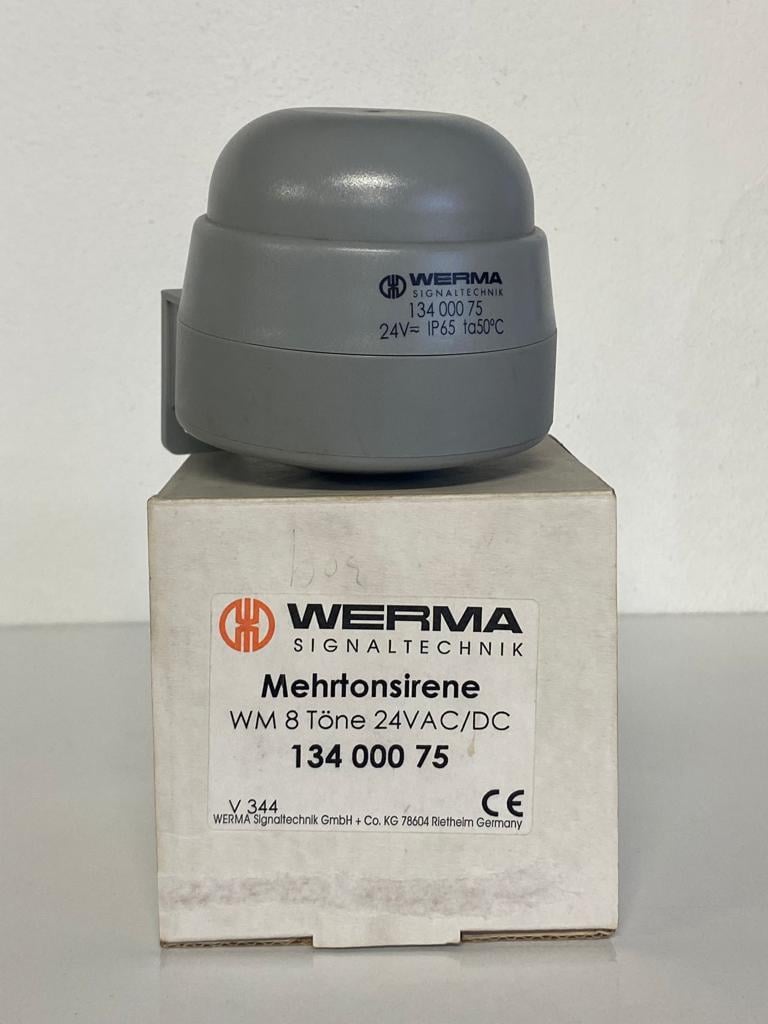 WERMA
SIGNALTECHNIK
134 000 75
24V≂ IP65 ta50°C
WERMA
SIGNALTECHNIK
Mehrtonsirene
WM 8 Töne 24VAC/DC
134 000 75
V 344
CE
WERMA Signaltechnik GmbH + Co. KG 78604 Rietheim Germany